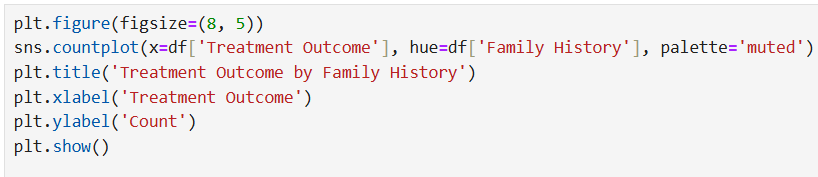 plt.figure(figsize=(8, 5))
sns.countplot(x=df['Treatment Outcome'], hue=df['Family History'], palette='muted')
plt.title('Treatment Outcome by Family History')
plt.xlabel('Treatment Outcome')
plt.ylabel('Count')
plt.show()